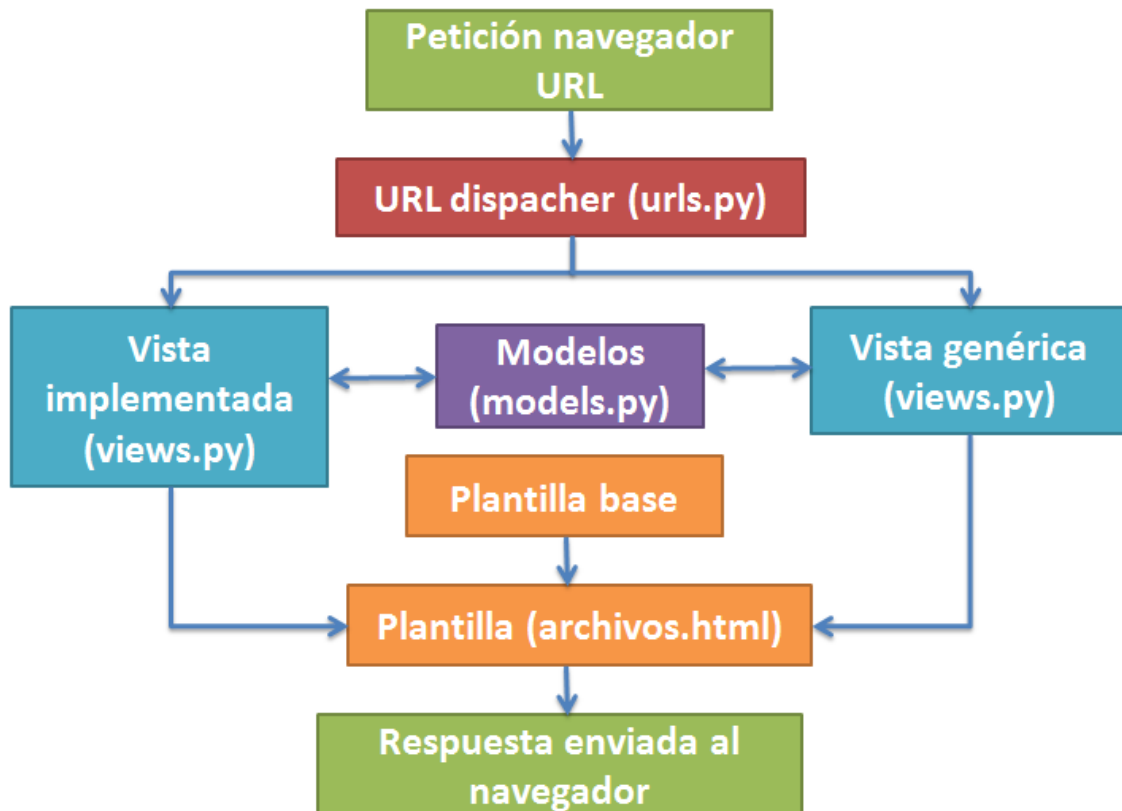 Petición navegador
URL
URL dispacher (urls.py)
Vista
implementada
(views.py)
Modelos
(models.py)
Vista genérica
(views.py)
Plantilla base
Plantilla (archivos.html)
Respuesta enviada al
navegador